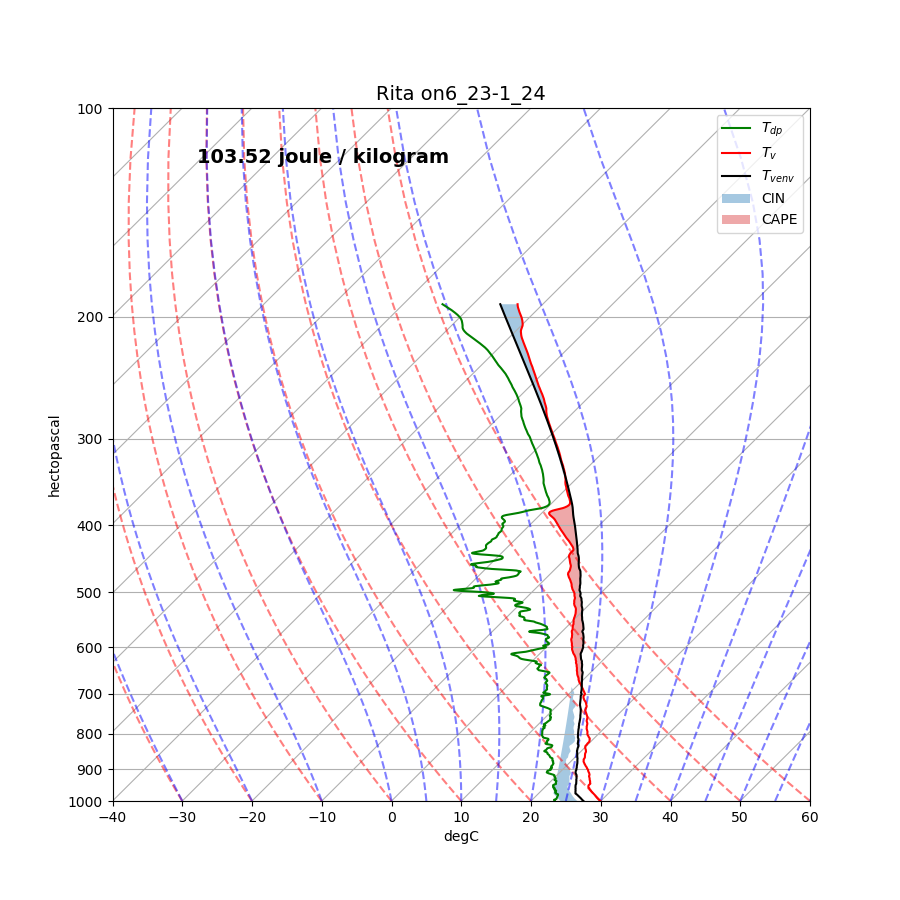 Rita on6_23-1_24
103.52 joule / kilogram
T_dp
T_v
T_venv
CIN
CAPE
100
200
300
400
500
600
700
800
900
1000
hectopascal
−40 −30 −20 −10 0 10 20 30 40 50 60
degC